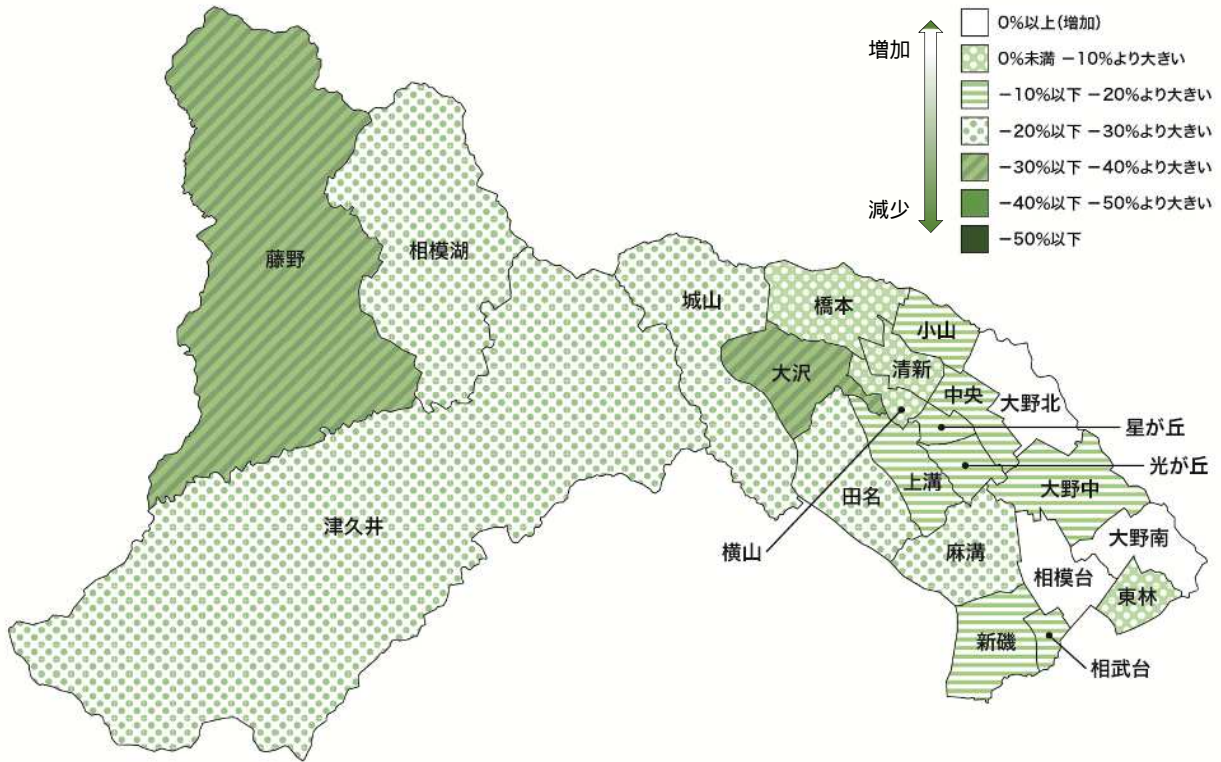 増加
減少
0%以上(増加)
0%未満 －10%より大きい
－10%以下 －20%より大きい
－20%以下 －30%より大きい
－30%以下 －40%より大きい
－40%以下 －50%より大きい
－50%以下
藤野
相模湖
城山
橋本
小山
大沢
清新
中央
大野北
星が丘
光が丘
上溝
大野中
田名
津久井
横山
麻溝
大野南
相模台
東林
新磯
相武台